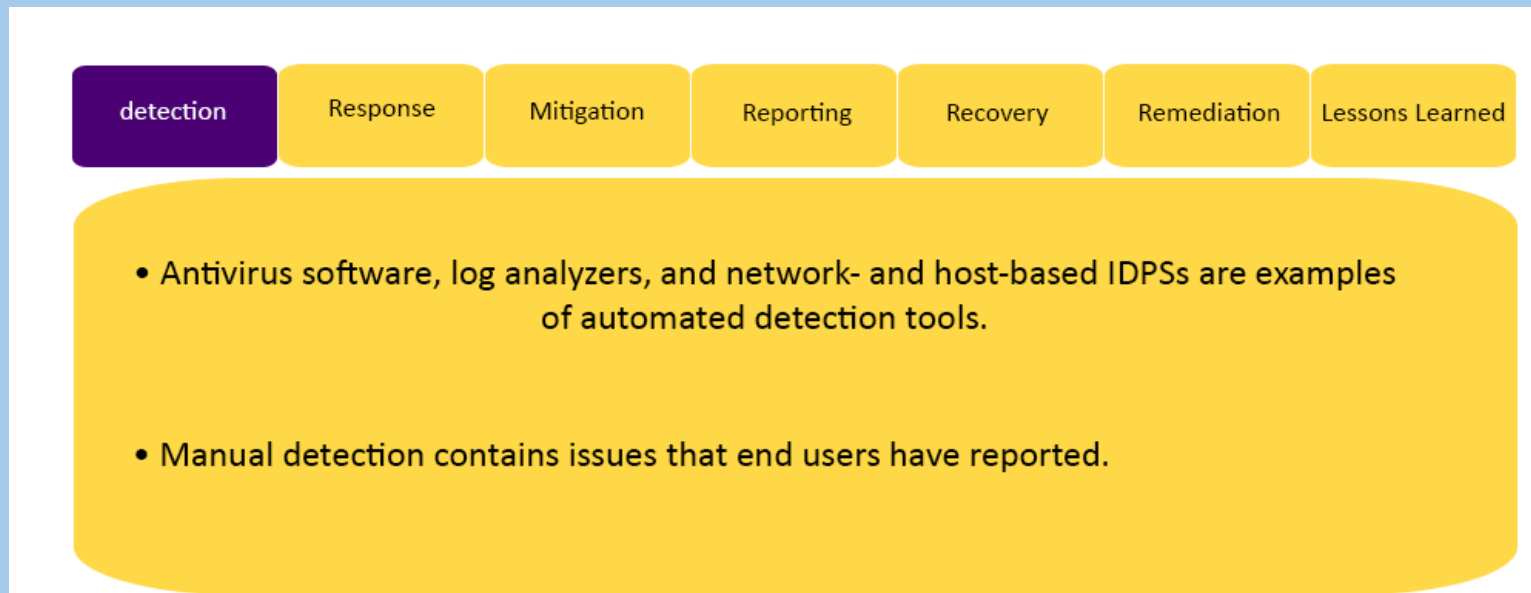 detection
Response
Mitigation
Reporting
Recovery
Remediation
Lessons Learned
• Antivirus software, log analyzers, and network- and host-based IDPSs are examples
of automated detection tools.
• Manual detection contains issues that end users have reported.